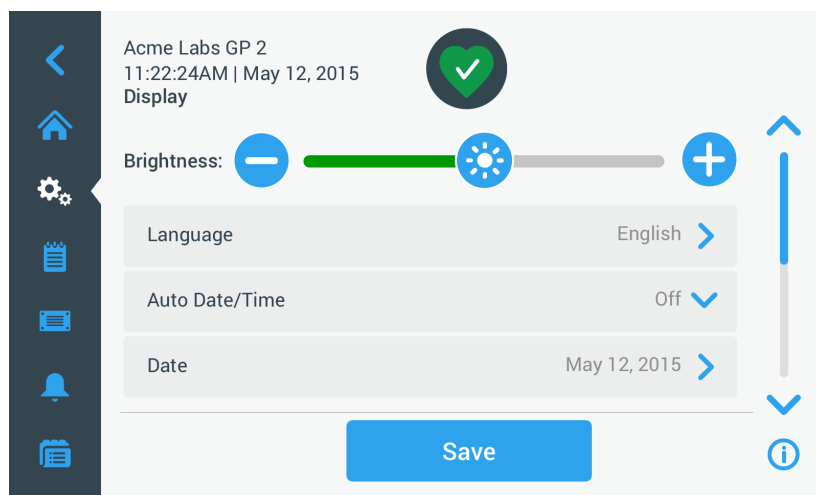 Acme Labs GP 2
11:22:24AM | May 12, 2015
Display
Brightness:
Language English
Auto Date/Time Off
Date May 12, 2015
Save